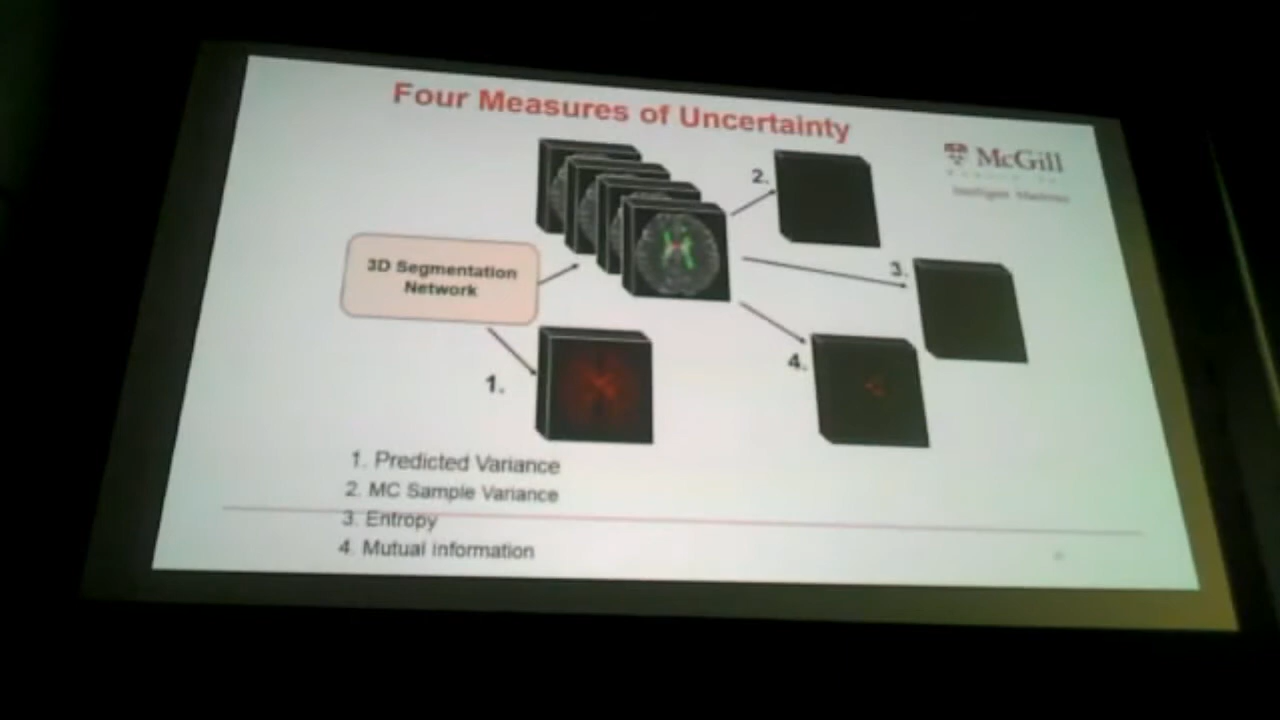 Four Measures of Uncertainty
McGill
2.
3D Segmentation
Network
3.
4.
1.
1. Predicted Variance
2. MC Sample Variance
3. Entropy
4. Mutual information